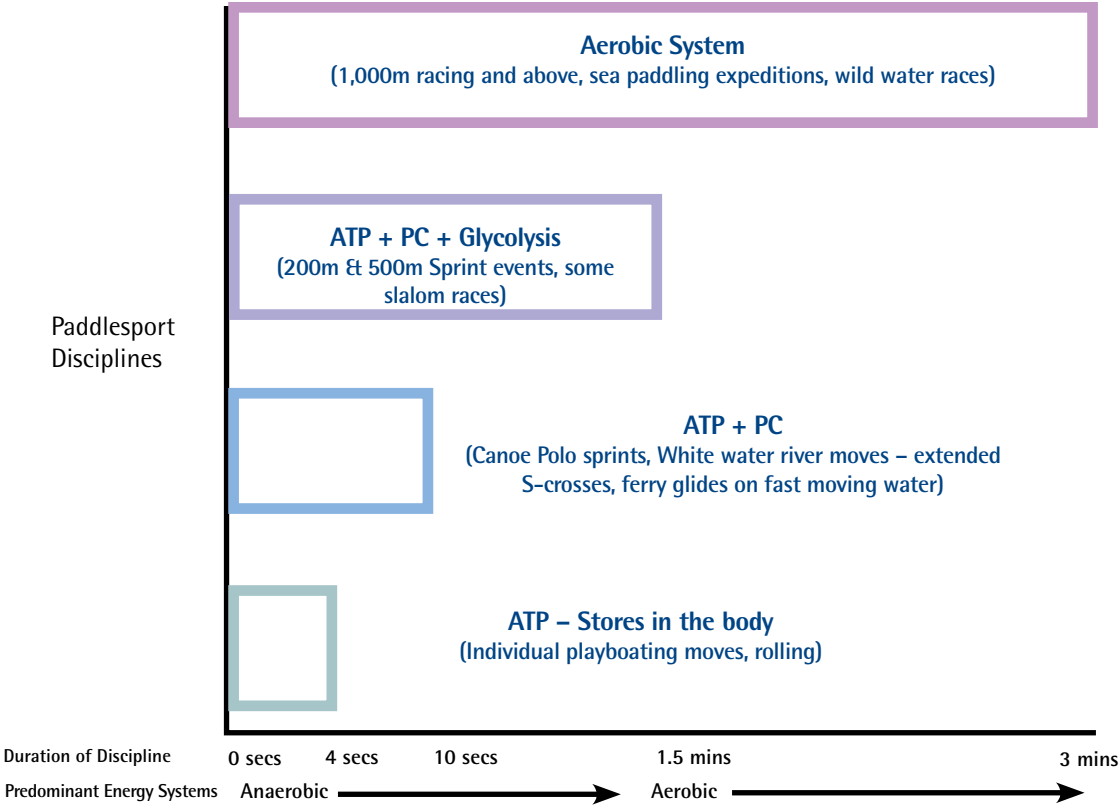 Aerobic System
(1,000m racing and above, sea paddling expeditions, wild water races)
ATP + PC + Glycolysis
(200m & 500m Sprint events, some
slalom races)
Paddlesport
Disciplines
ATP + PC
(Canoe Polo sprints, White water river moves – extended
S-crosses, ferry glides on fast moving water)
ATP – Stores in the body
(Individual playboating moves, rolling)
Duration of Discipline 0 secs 4 secs 10 secs 1.5 mins 3 mins
Predominant Energy Systems Anaerobic Aerobic